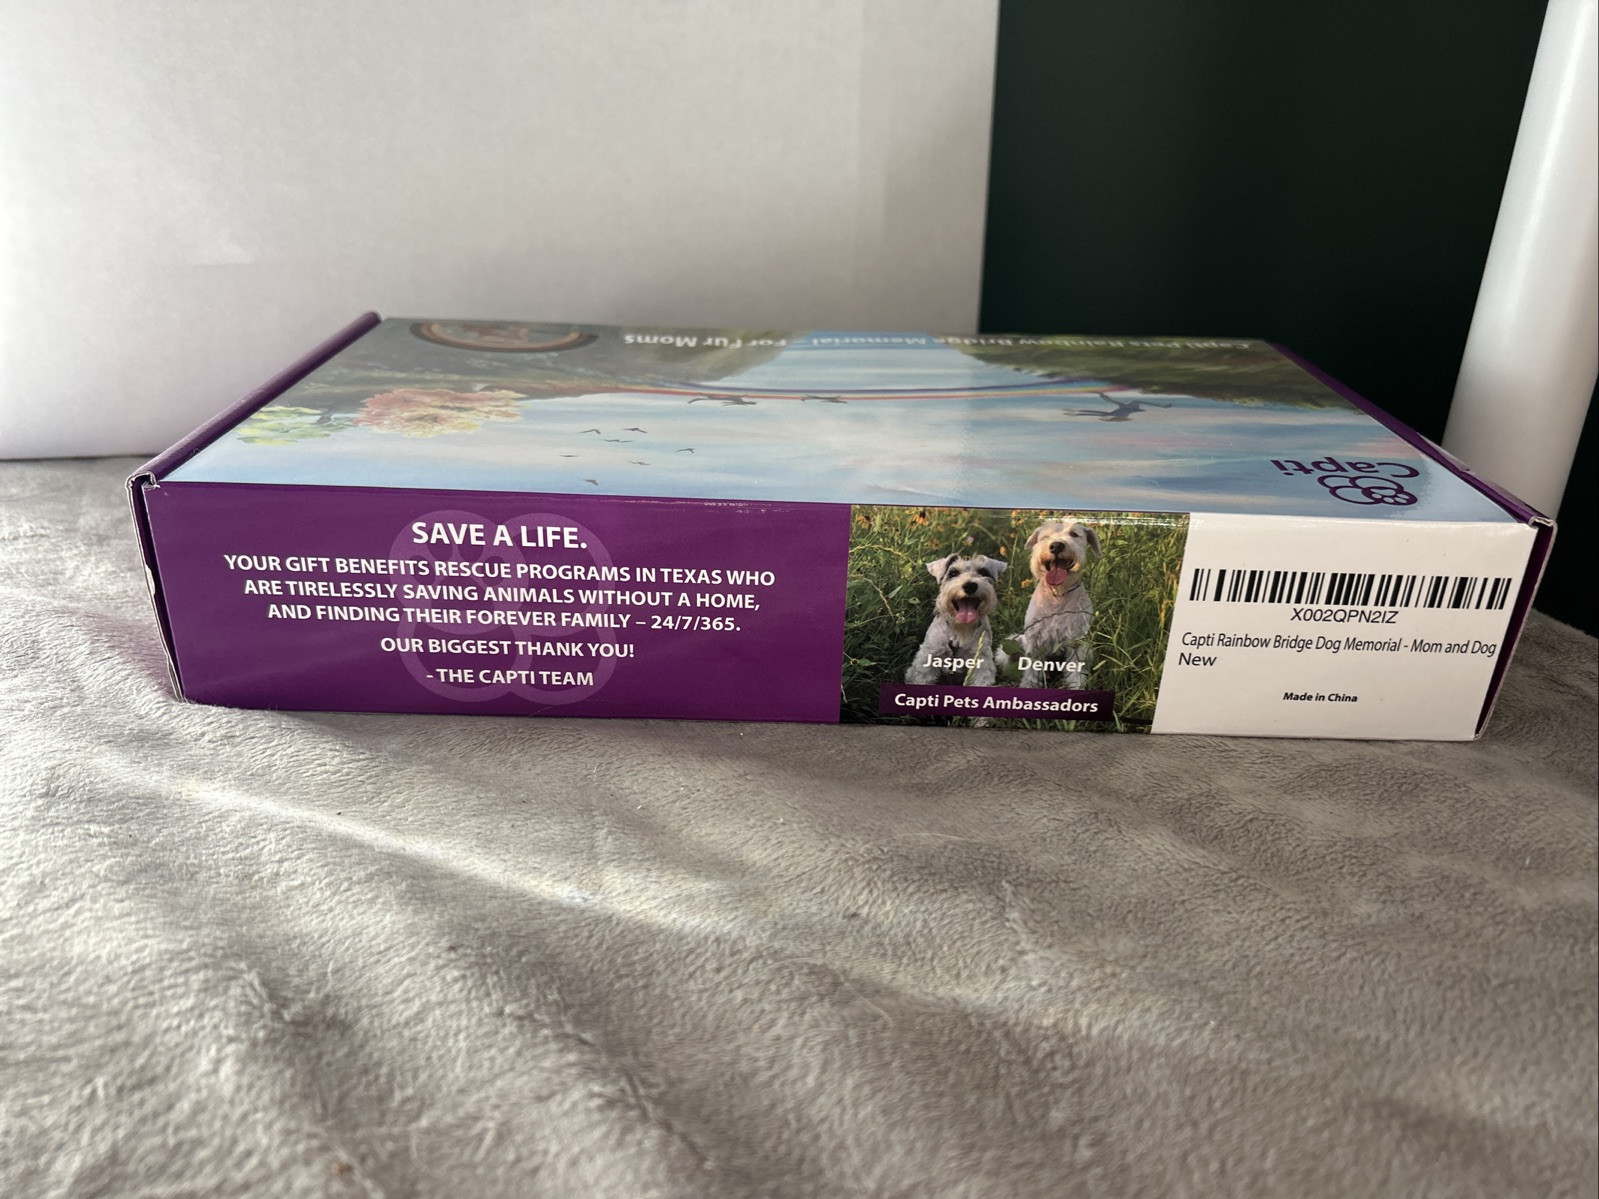 Capti Pets Rainbow Bridge Memorial - For Fur Moms
Capti
SAVE A LIFE.
YOUR GIFT BENEFITS RESCUE PROGRAMS IN TEXAS WHO
ARE TIRELESSLY SAVING ANIMALS WITHOUT A HOME,
AND FINDING THEIR FOREVER FAMILY – 24/7/365.
OUR BIGGEST THANK YOU!
- THE CAPTI TEAM
Jasper Denver
Capti Pets Ambassadors
X002QPN2IZ
Capti Rainbow Bridge Dog Memorial - Mom and Dog
New
Made in China